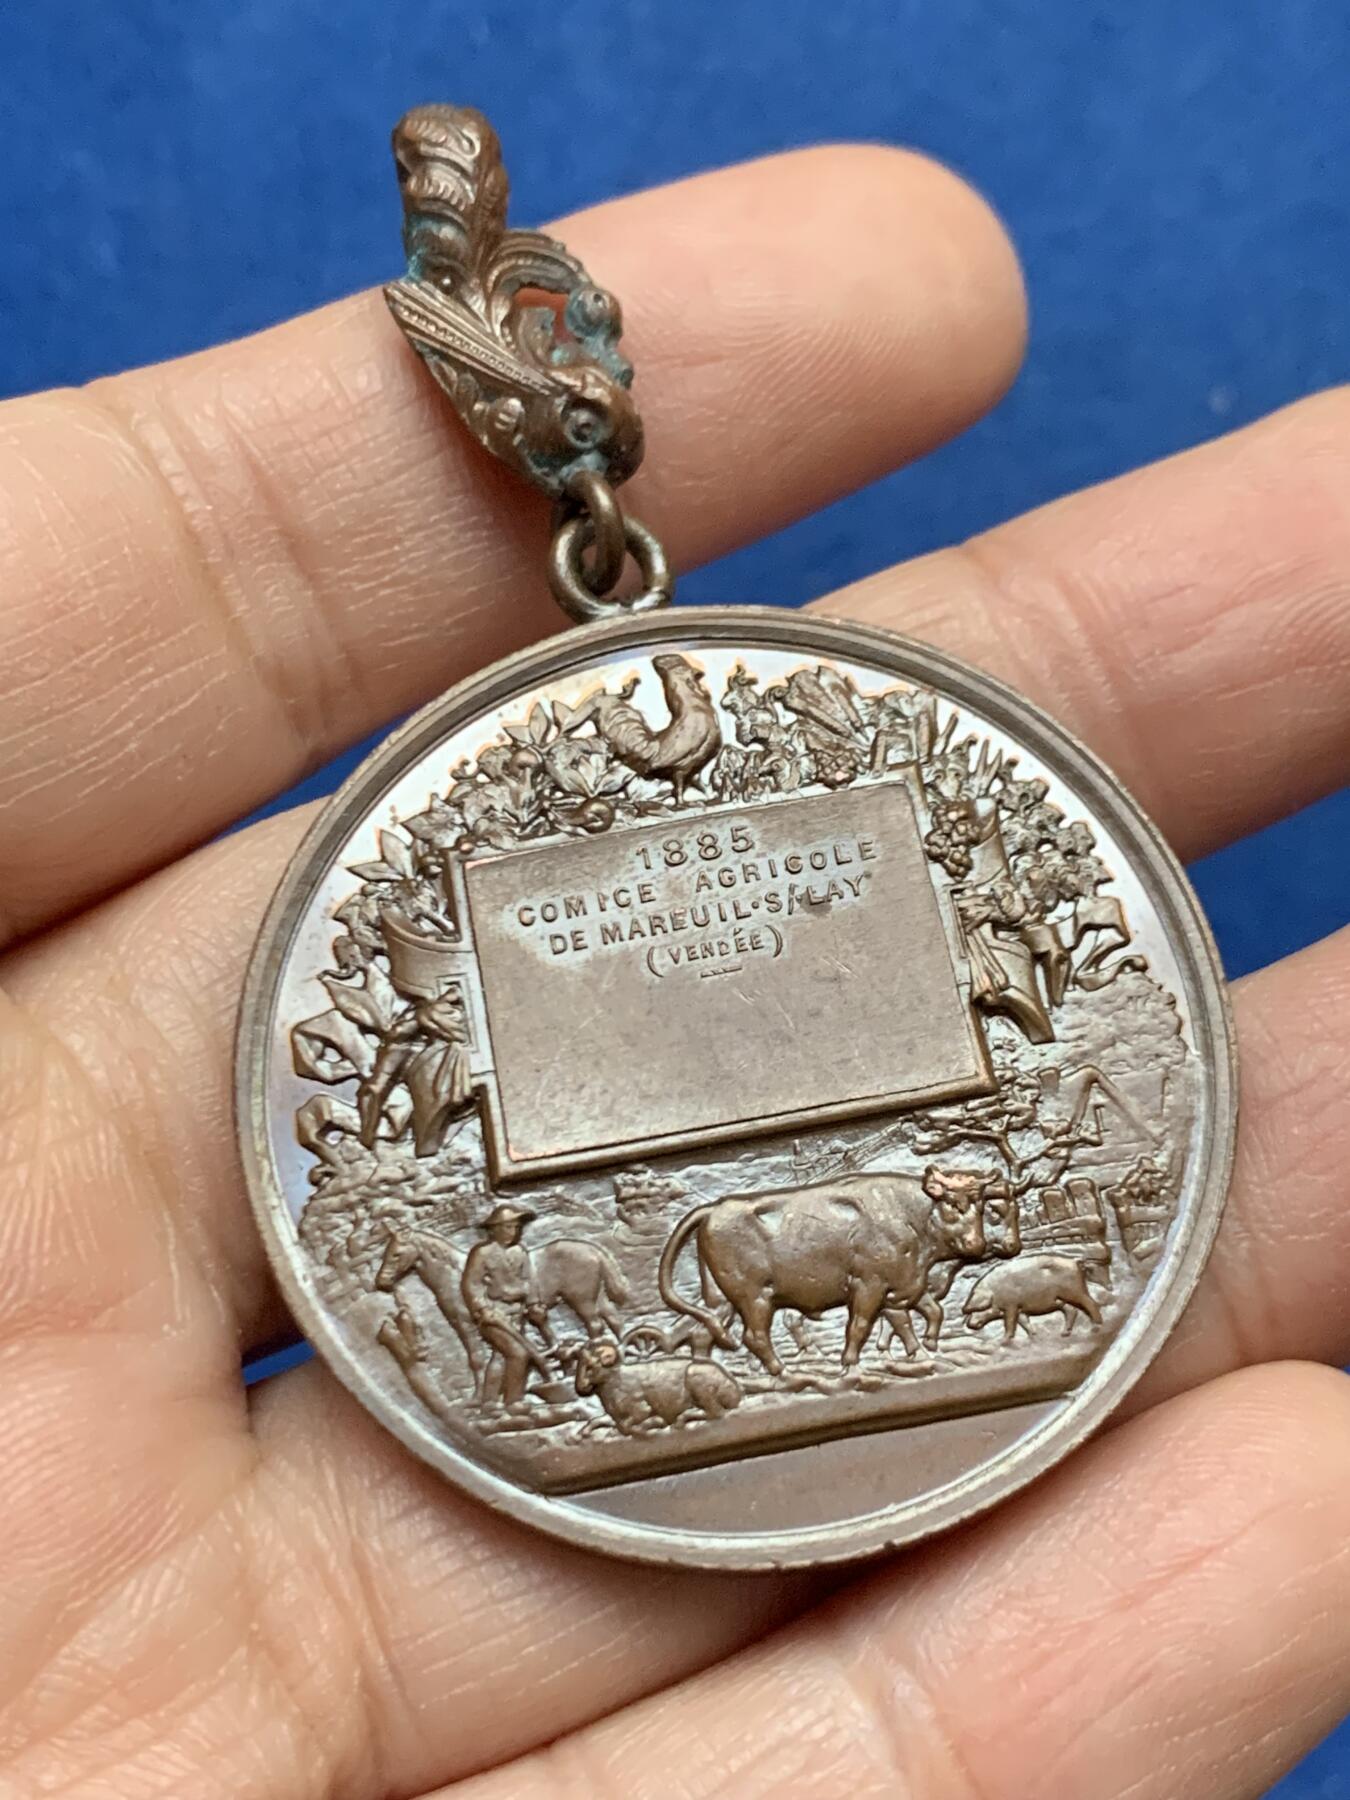 1885
COMICE AGRICOLE
DE MAREUIL·S/·LAY
(VENDÉE)